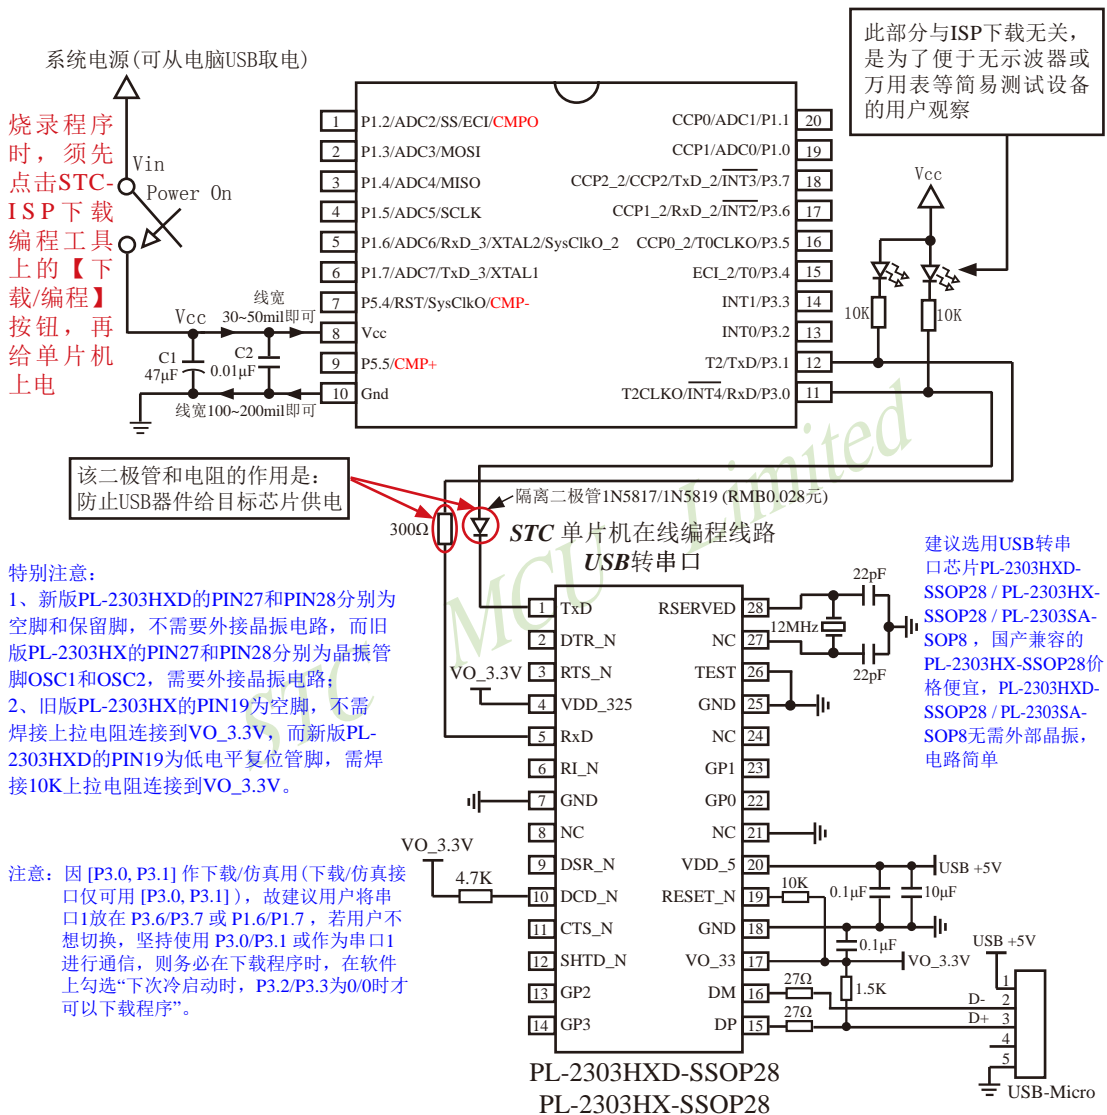 系统电源(可从电脑USB取电)
此部分与ISP下载无关，
是为了便于无示波器或
万用表等简易测试设备
的用户观察
烧录程序
时，须先
点击STC-
ISP下载
编程工具
上的【下
载/编程】
按钮，再
给单片机
上电
Vin
Power On
Vcc
线宽
30~50mil即可
C1
47μF
C2
0.01μF
线宽100~200mil即可
1 P1.2/ADC2/SS/ECI/CMPO
2 P1.3/ADC3/MOSI
3 P1.4/ADC4/MISO
4 P1.5/ADC5/SCLK
5 P1.6/ADC6/RxD_3/XTAL2/SysClkO_2
6 P1.7/ADC7/TxD_3/XTAL1
7 P5.4/RST/SysClkO/CMP-
8 Vcc
9 P5.5/CMP+
10 Gnd
CCP0/ADC1/P1.1 20
CCP1/ADC0/P1.0 19
CCP2_2/CCP2/TxD_2/INT3/P3.7 18
CCP1_2/RxD_2/INT2/P3.6 17
CCP0_2/T0CLKO/P3.5 16
ECI_2/T0/P3.4 15
INT1/P3.3 14
INT0/P3.2 13
T2/TxD/P3.1 12
T2CLKO/INT4/RxD/P3.0 11
Vcc
10K
10K
该二极管和电阻的作用是：
防止USB器件给目标芯片供电
300Ω
隔离二极管1N5817/1N5819 (RMB0.028元)
STC 单片机在线编程线路
USB转串口
STC MCU Limited
特别注意：
1、新版PL-2303HXD的PIN27和PIN28分别为
空脚和保留脚，不需要外接晶振电路，而旧
版PL-2303HX的PIN27和PIN28分别为晶振管
脚OSC1和OSC2，需要外接晶振电路；
2、旧版PL-2303HX的PIN19为空脚，不需
焊接上拉电阻连接到VO_3.3V，而新版PL-
2303HXD的PIN19为低电平复位管脚，需焊
接10K上拉电阻连接到VO_3.3V。
注意：因 [P3.0, P3.1] 作下载/仿真用(下载/仿真接
口仅可用 [P3.0, P3.1] )，故建议用户将串
口1放在 P3.6/P3.7 或 P1.6/P1.7 ，若用户不
想切换，坚持使用 P3.0/P3.1 或作为串口1
进行通信，则务必在下载程序时，在软件
上勾选“下次冷启动时，P3.2/P3.3为0/0时才
可以下载程序”。
建议选用USB转串
口芯片PL-2303HXD-
SSOP28 / PL-2303HX-
SSOP28 / PL-2303SA-
SOP8 ，国产兼容的
PL-2303HX-SSOP28价
格便宜，PL-2303HXD-
SSOP28 / PL-2303SA-
SOP8无需外部晶振，
电路简单
1 TxD
2 DTR_N
3 RTS_N
4 VDD_325
5 RxD
6 RI_N
7 GND
8 NC
9 DSR_N
10 DCD_N
11 CTS_N
12 SHTD_N
13 GP2
14 GP3
VO_3.3V
VO_3.3V
4.7K
RSERVED 28
NC 27
TEST 26
GND 25
NC 24
GP1 23
GP0 22
NC 21
VDD_5 20
RESET_N 19
GND 18
VO_33 17
DM 16
DP 15
22pF
12MHz
22pF
USB +5V
10K
0.1μF
10μF
0.1μF
VO_3.3V
1.5K
27Ω
27Ω
USB +5V
D-
D+
1
2
3
4
5
USB-Micro
PL-2303HXD-SSOP28
PL-2303HX-SSOP28